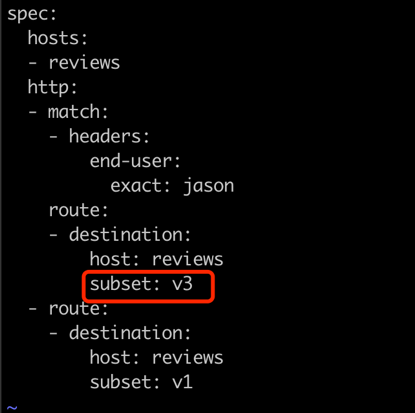 spec:
  hosts:
  - reviews
  http:
  - match:
    - headers:
        end-user:
          exact: jason
    route:
    - destination:
        host: reviews
        subset: v3
  - route:
    - destination:
        host: reviews
        subset: v1
~